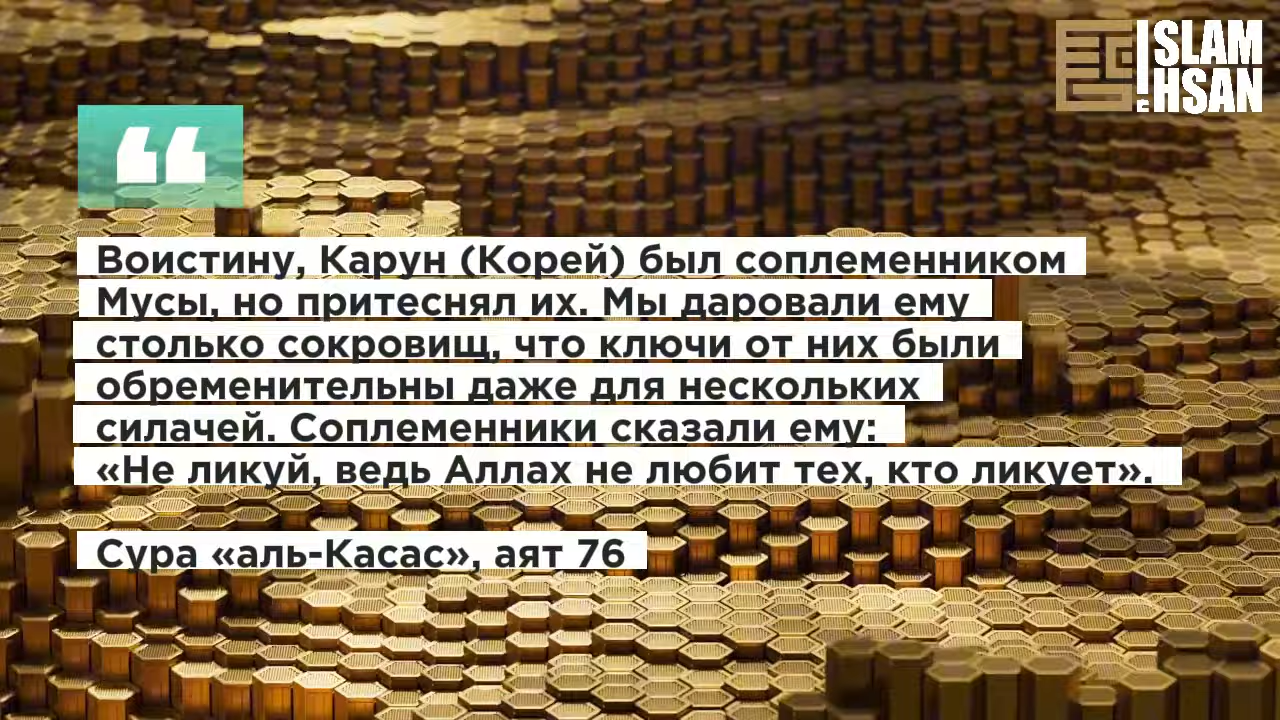 ISLAM
EHSAN
“
Воистину, Карун (Корей) был соплеменником
Мусы, но притеснял их. Мы даровали ему
столько сокровищ, что ключи от них были
обременительны даже для нескольких
силачей. Соплеменники сказали ему:
«Не ликуй, ведь Аллах не любит тех, кто ликует».
Сура «аль-Касас», аят 76